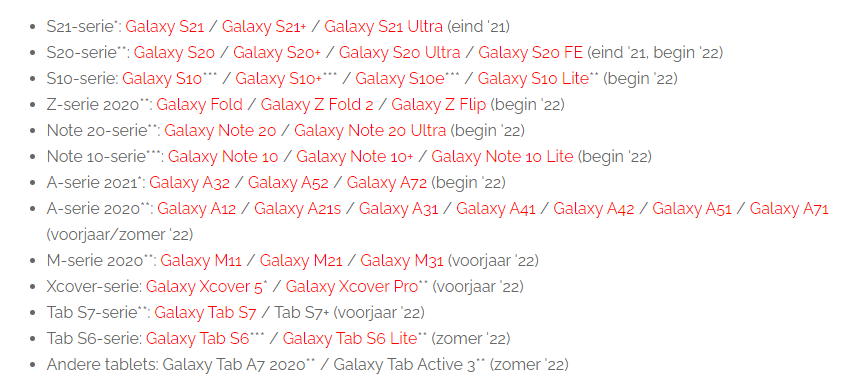 S21-serie*: Galaxy S21 / Galaxy S21+ / Galaxy S21 Ultra (eind '21)
S20-serie**: Galaxy S20 / Galaxy S20+ / Galaxy S20 Ultra / Galaxy S20 FE (eind '21, begin '22)
S10-serie: Galaxy S10*** / Galaxy S10+*** / Galaxy S10e*** / Galaxy S10 Lite** (begin '22)
Z-serie 2020**: Galaxy Fold / Galaxy Z Fold 2 / Galaxy Z Flip (begin '22)
Note 20-serie**: Galaxy Note 20 / Galaxy Note 20 Ultra (begin '22)
Note 10-serie***: Galaxy Note 10 / Galaxy Note 10+ / Galaxy Note 10 Lite (begin '22)
A-serie 2021*: Galaxy A32 / Galaxy A52 / Galaxy A72 (begin '22)
A-serie 2020**: Galaxy A12 / Galaxy A21s / Galaxy A31 / Galaxy A41 / Galaxy A42 / Galaxy A51 / Galaxy A71
(voorjaar/zomer '22)
M-serie 2020**: Galaxy M11 / Galaxy M21 / Galaxy M31 (voorjaar '22)
Xcover-serie: Galaxy Xcover 5* / Galaxy Xcover Pro** (voorjaar '22)
Tab S7-serie**: Galaxy Tab S7 / Tab S7+ (voorjaar '22)
Tab S6-serie: Galaxy Tab S6*** / Galaxy Tab S6 Lite** (zomer '22)
Andere tablets: Galaxy Tab A7 2020** / Galaxy Tab Active 3** (zomer '22)